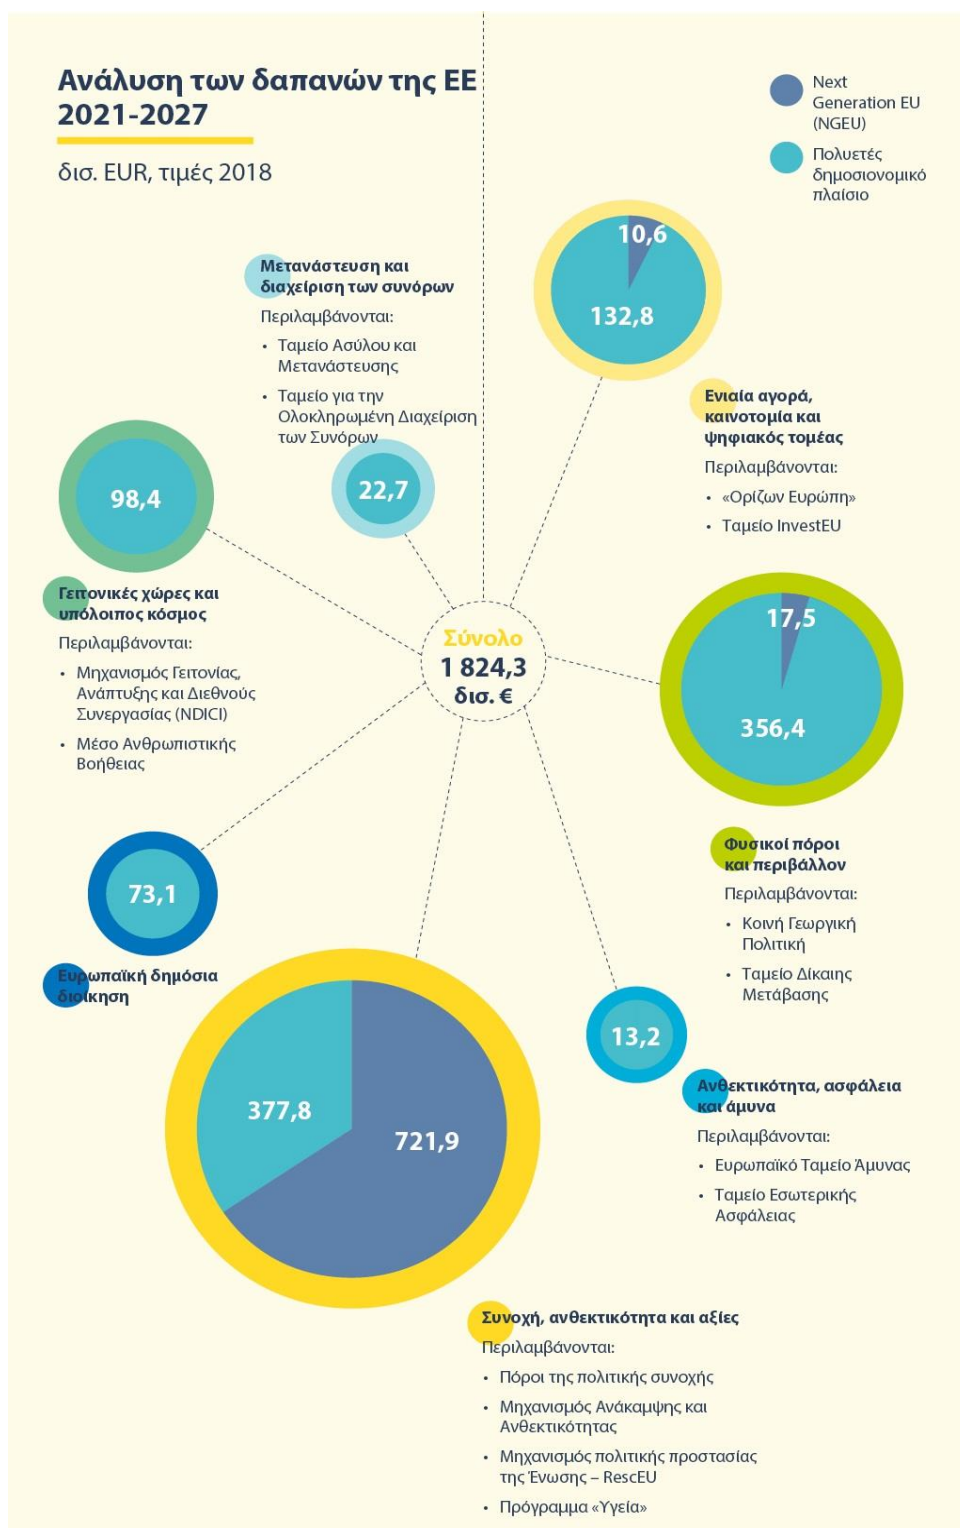 Ανάλυση των δαπανών της ΕΕ
2021-2027
δισ. EUR, τιμές 2018
Next
Generation EU
(NGEU)
Πολυετές
δημοσιονομικό
πλαίσιο
10,6
132,8
Ενιαία αγορά,
καινοτομία και
ψηφιακός τομέας
Περιλαμβάνονται:
• «Ορίζων Ευρώπη»
• Ταμείο InvestEU
Μετανάστευση και
διαχείριση των συνόρων
Περιλαμβάνονται:
• Ταμείο Ασύλου και
Μετανάστευσης
• Ταμείο για την
Ολοκληρωμένη Διαχείριση
των Συνόρων
22,7
98,4
Γειτονικές χώρες και
υπόλοιπος κόσμος
Περιλαμβάνονται:
• Μηχανισμός Γειτονίας,
Ανάπτυξης και Διεθνούς
Συνεργασίας (NDICI)
• Μέσο Ανθρωπιστικής
Βοήθειας
Σύνολο
1 824,3
δισ. €
17,5
356,4
Φυσικοί πόροι
και περιβάλλον
Περιλαμβάνονται:
• Κοινή Γεωργική
Πολιτική
• Ταμείο Δίκαιης
Μετάβασης
73,1
Ευρωπαϊκή δημόσια
διοίκηση
377,8
721,9
13,2
Ανθεκτικότητα, ασφάλεια
και άμυνα
Περιλαμβάνονται:
• Ευρωπαϊκό Ταμείο Άμυνας
• Ταμείο Εσωτερικής
Ασφάλειας
Συνοχή, ανθεκτικότητα και αξίες
Περιλαμβάνονται:
• Πόροι της πολιτικής συνοχής
• Μηχανισμός Ανάκαμψης και
Ανθεκτικότητας
• Μηχανισμός πολιτικής προστασίας
της Ένωσης – RescEU
• Πρόγραμμα «Υγεία»